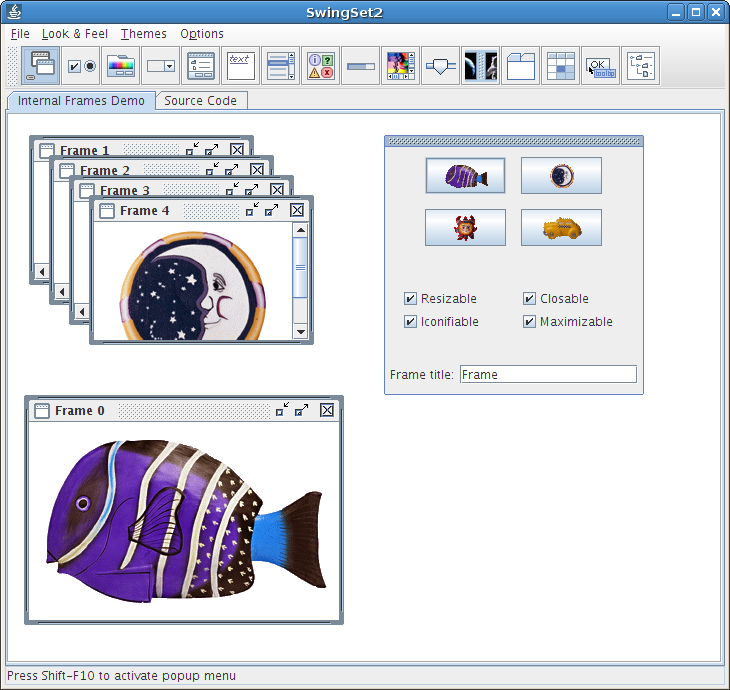 SwingSet2
File Look & Feel Themes Options
text
OK
tooltip
Internal Frames Demo Source Code
Frame 1
Frame 2
Frame 3
Frame 4
Resizable Closable
Iconifiable Maximizable
Frame title: Frame
Frame 0
Press Shift-F10 to activate popup menu